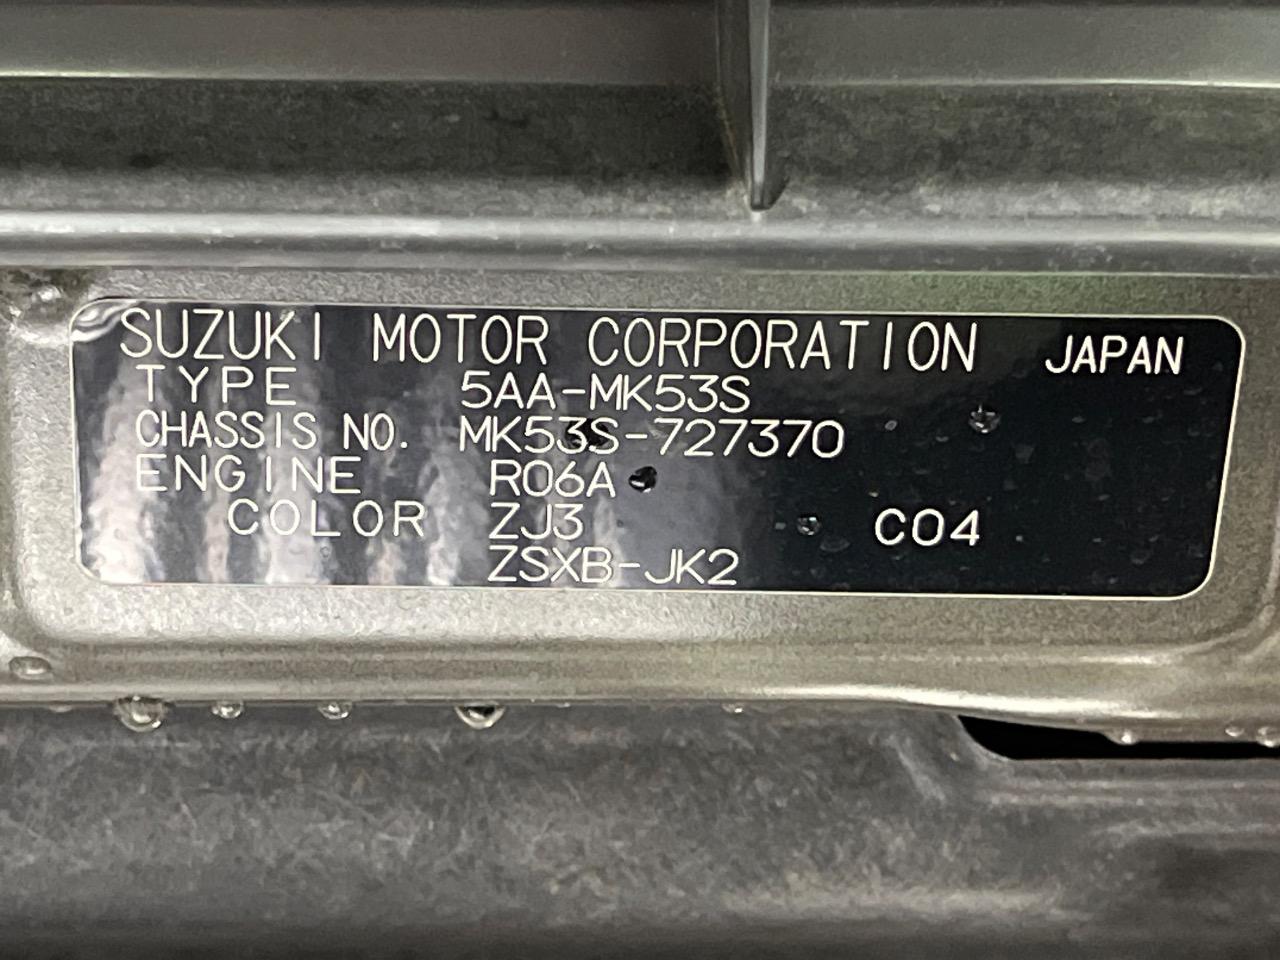 SUZUKI MOTOR CORPORATION JAPAN
TYPE 5AA-MK53S
CHASSIS NO. MK53S-727370
ENGINE R06A
COLOR ZJ3 C04
ZSXB-JK2